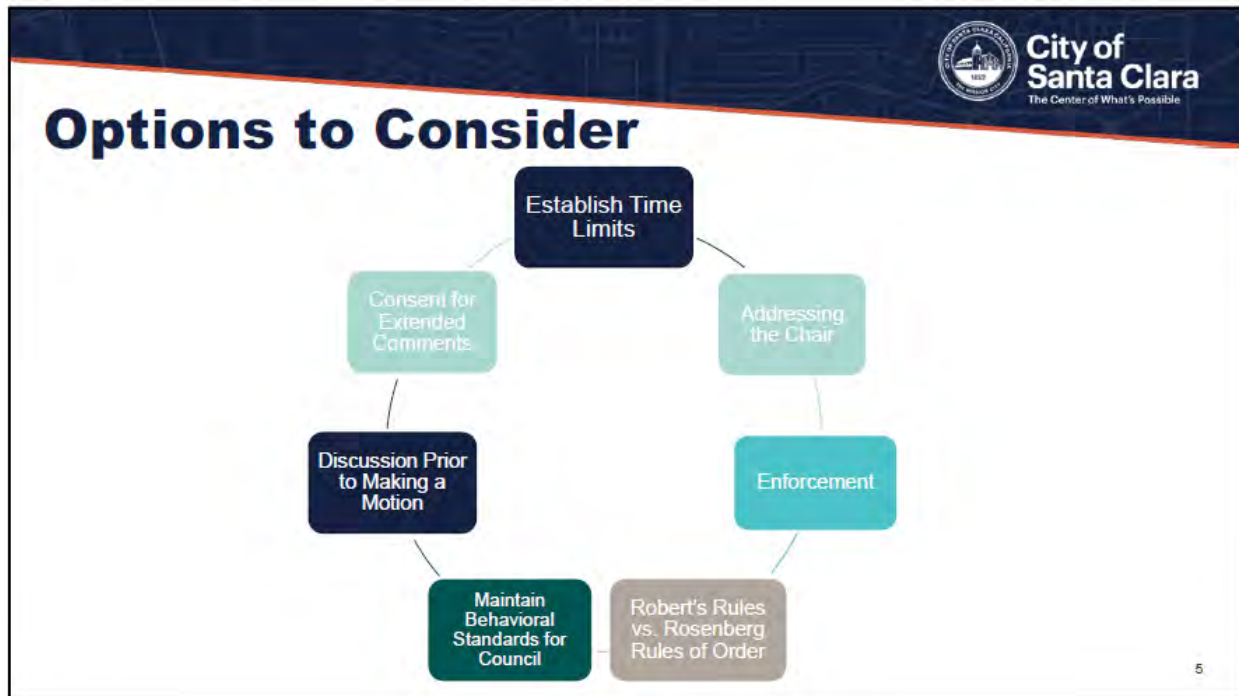 City of
Santa Clara
The Center of What's Possible
1852
Options to Consider
Establish Time
Limits
Addressing
the Chair
Enforcement
Robert's Rules
vs. Rosenberg
Rules of Order
Maintain
Behavioral
Standards for
Council
Discussion Prior
to Making a
Motion
Consent for
Extended
Comments
5